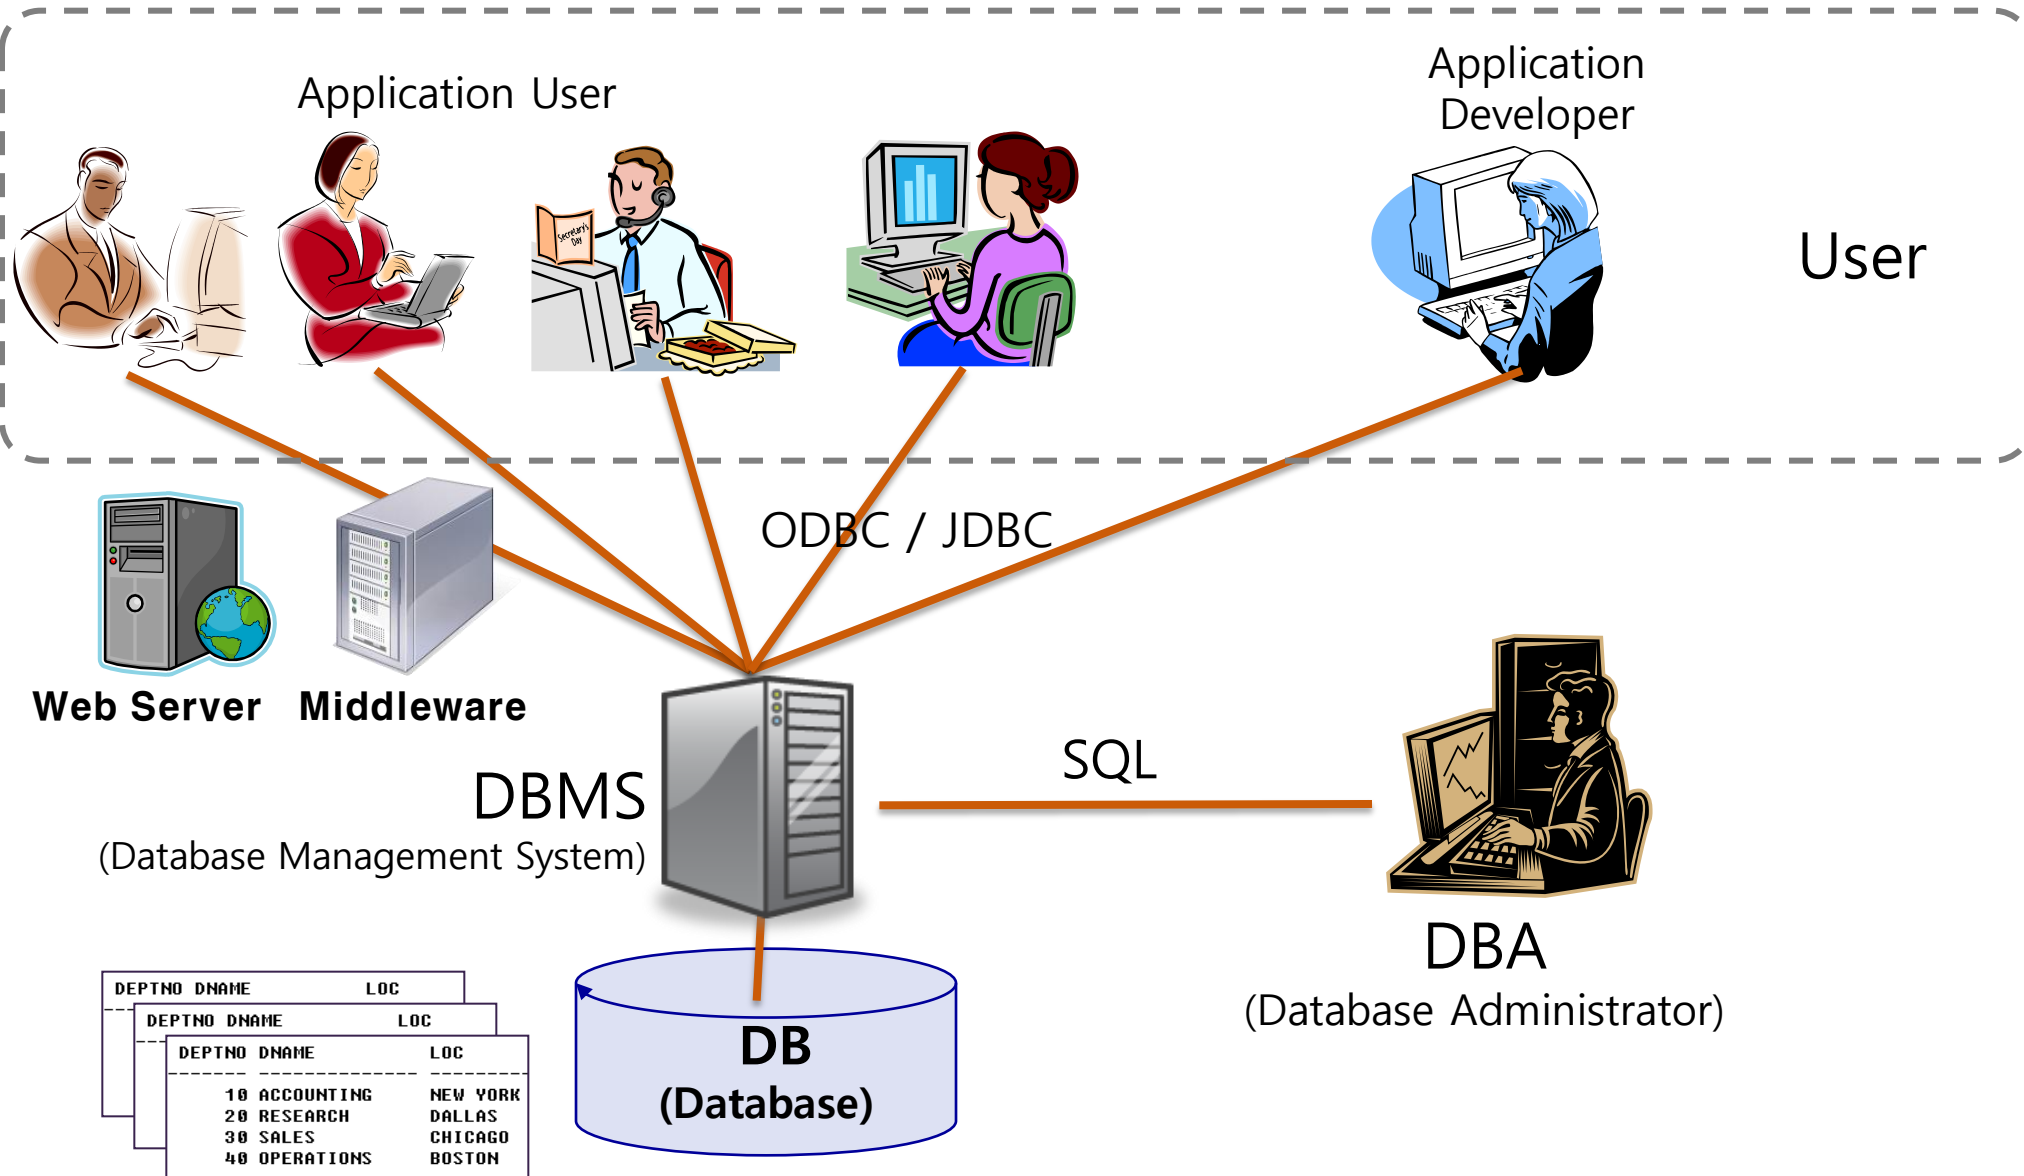 Application User
Application
Developer
Secretary's
Day
User
ODBC / JDBC
Web Server
Middleware
SQL
DBMS
(Database Management System)
DBA
(Database Administrator)
DEPTNO DNAME LOC
DEPTNO DNAME LOC
DEPTNO DNAME LOC
10 ACCOUNTING NEW YORK
20 RESEARCH DALLAS
30 SALES CHICAGO
40 OPERATIONS BOSTON
DB
(Database)